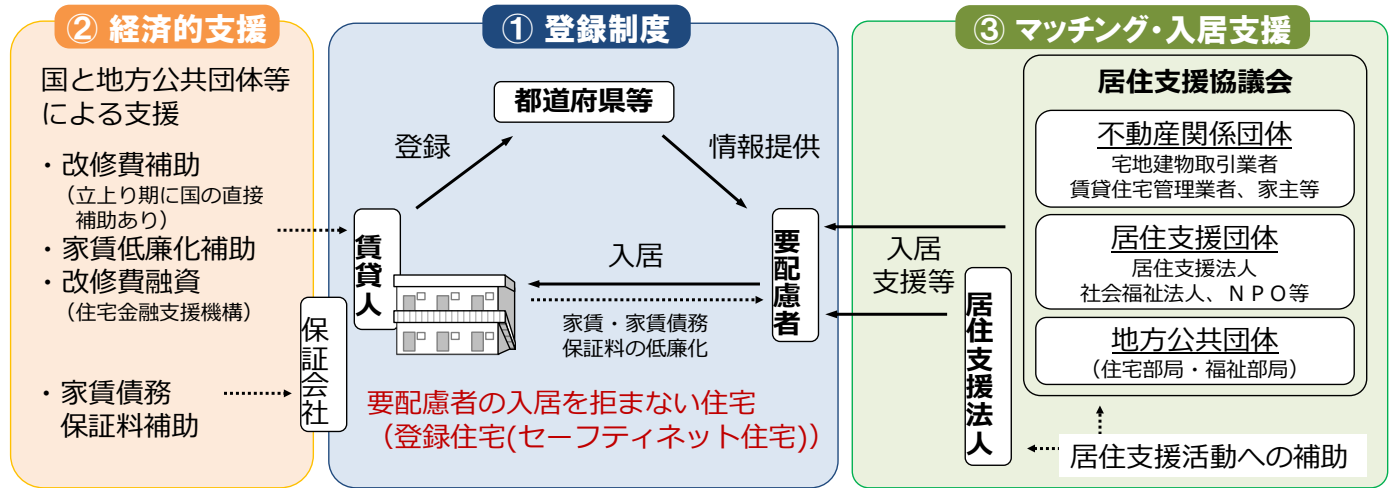 ② 経済的支援
国と地方公共団体等
による支援
・改修費補助
（立上り期に国の直接
補助あり）
・家賃低廉化補助
・改修費融資
（住宅金融支援機構）
・家賃債務
保証料補助
① 登録制度
都道府県等
登録
情報提供
賃貸人
保証会社
入居
家賃・家賃債務
保証料の低廉化
要配慮者
要配慮者の入居を拒まない住宅
（登録住宅(セーフティネット住宅)）
③ マッチング・入居支援
居住支援協議会
不動産関係団体
宅地建物取引業者
賃貸住宅管理業者、家主等
居住支援団体
居住支援法人
社会福祉法人、ＮＰＯ等
地方公共団体
（住宅部局・福祉部局）
入居
支援等
居住支援法人
居住支援活動への補助